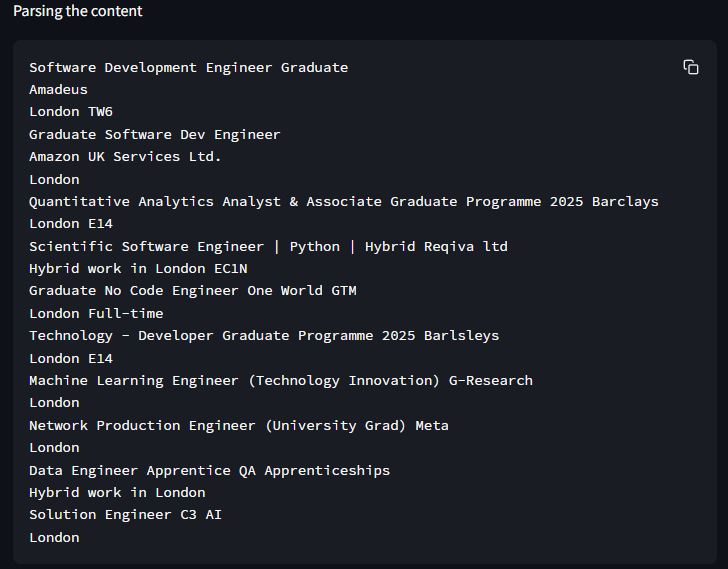 Parsing the content
Software Development Engineer Graduate
Amadeus
London TW6
Graduate Software Dev Engineer
Amazon UK Services Ltd.
London
Quantitative Analytics Analyst & Associate Graduate Programme 2025 Barclays
London E14
Scientific Software Engineer | Python | Hybrid Reqiva ltd
Hybrid work in London EC1N
Graduate No Code Engineer One World GTM
London Full-time
Technology - Developer Graduate Programme 2025 Barlsleys
London E14
Machine Learning Engineer (Technology Innovation) G-Research
London
Network Production Engineer (University Grad) Meta
London
Data Engineer Apprentice QA Apprenticeships
Hybrid work in London
Solution Engineer C3 AI
London